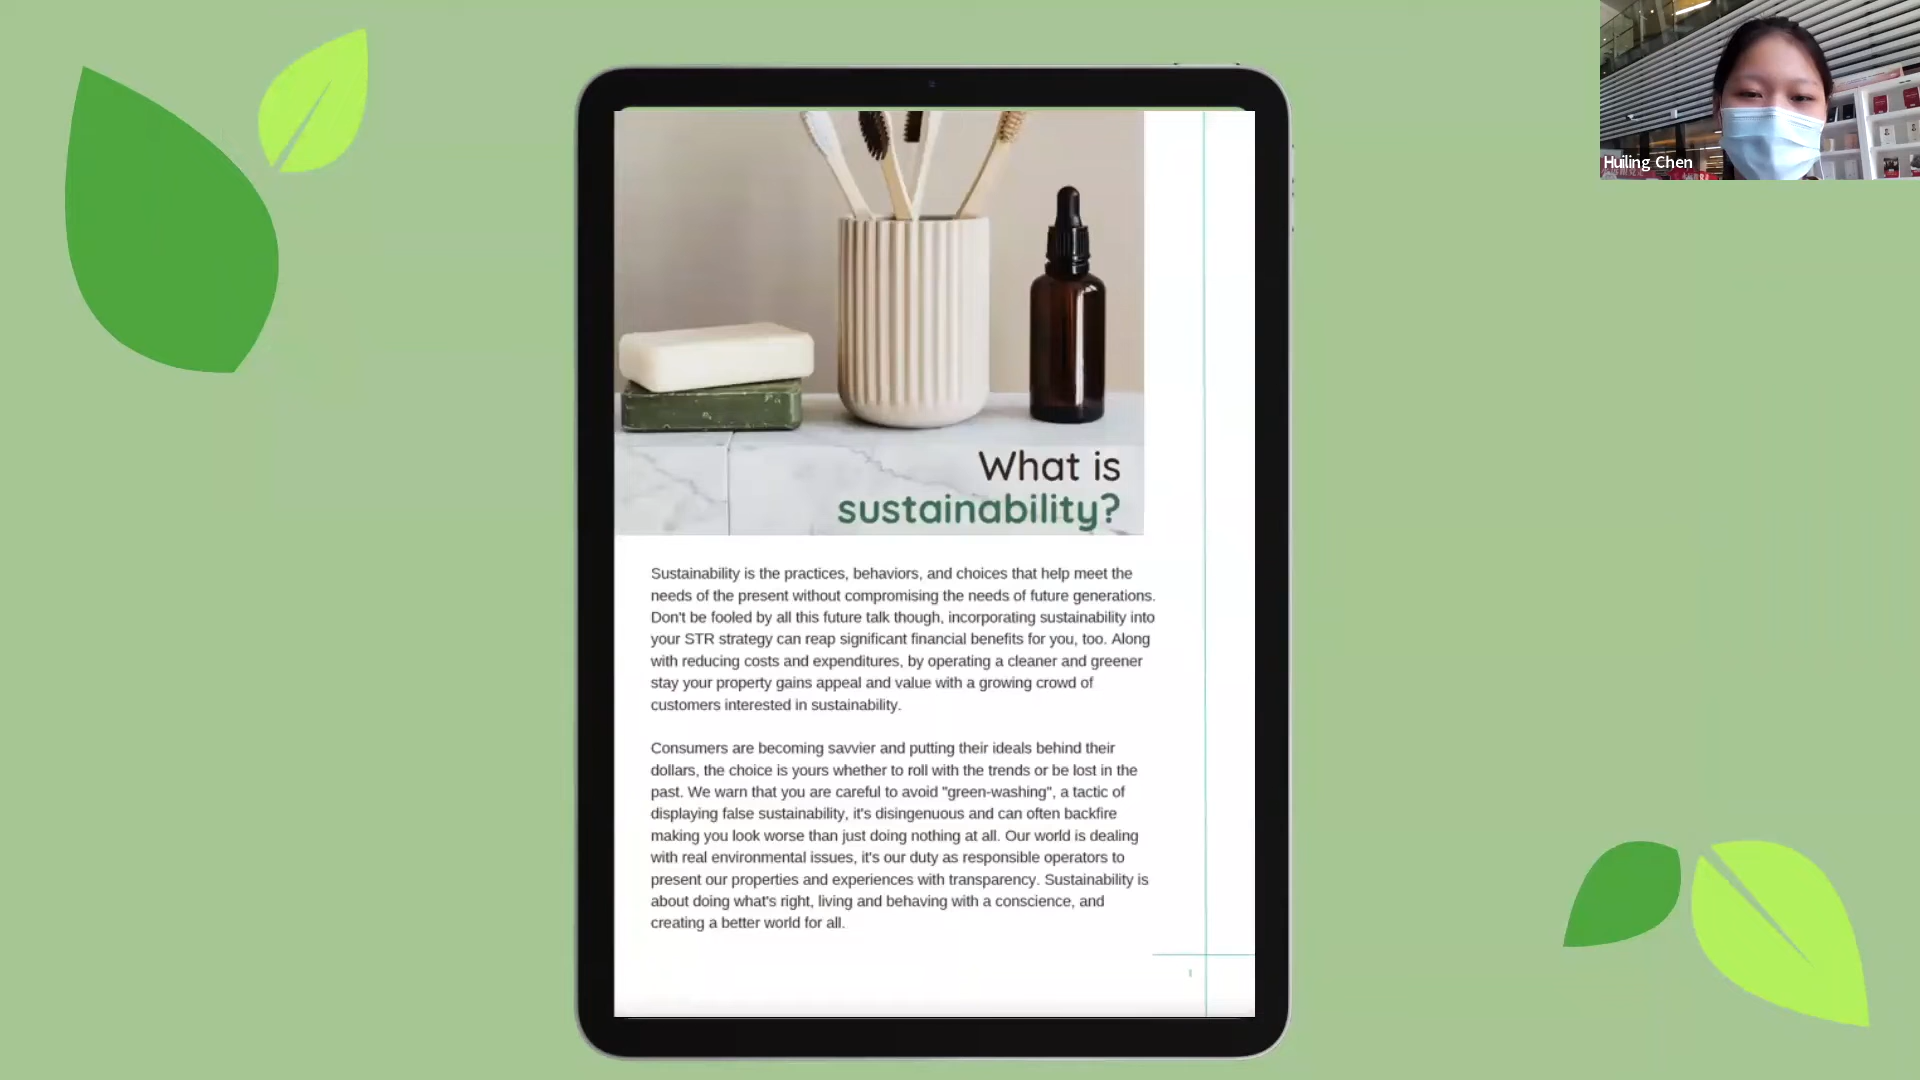 Huiling Chen
What is
sustainability?
Sustainability is the practices, behaviors, and choices that help meet the
needs of the present without compromising the needs of future generations.
Don't be fooled by all this future talk though, incorporating sustainability into
your STR strategy can reap significant financial benefits for you, too. Along
with reducing costs and expenditures, by operating a cleaner and greener
stay your property gains appeal and value with a growing crowd of
customers interested in sustainability.
Consumers are becoming savvier and putting their ideals behind their
dollars, the choice is yours whether to roll with the trends or be lost in the
past. We warn that you are careful to avoid "green-washing", a tactic of
displaying false sustainability, it's disingenuous and can often backfire
making you look worse than just doing nothing at all. Our world is dealing
with real environmental issues, it's our duty as responsible operators to
present our properties and experiences with transparency. Sustainability is
about doing what's right, living and behaving with a conscience, and
creating a better world for all.